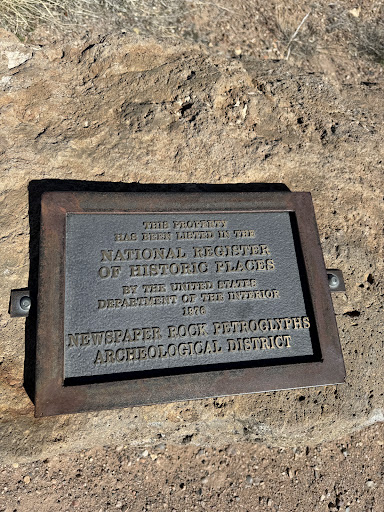 THIS PROPERTY
HAS BEEN LISTED IN THE
NATIONAL REGISTER
OF HISTORIC PLACES
BY THE UNITED STATES
DEPARTMENT OF THE INTERIOR
1976
NEWSPAPER ROCK PETROGLYPHS
ARCHEOLOGICAL DISTRICT